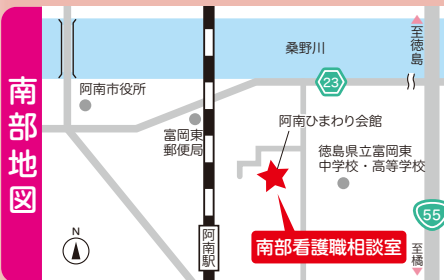 南部地図
桑野川
至徳島
23
阿南市役所
富岡東
郵便局
阿南ひまわり会館
徳島県立富岡東
中学校・高等学校
55
N
阿南駅
南部看護職相談室
至橘